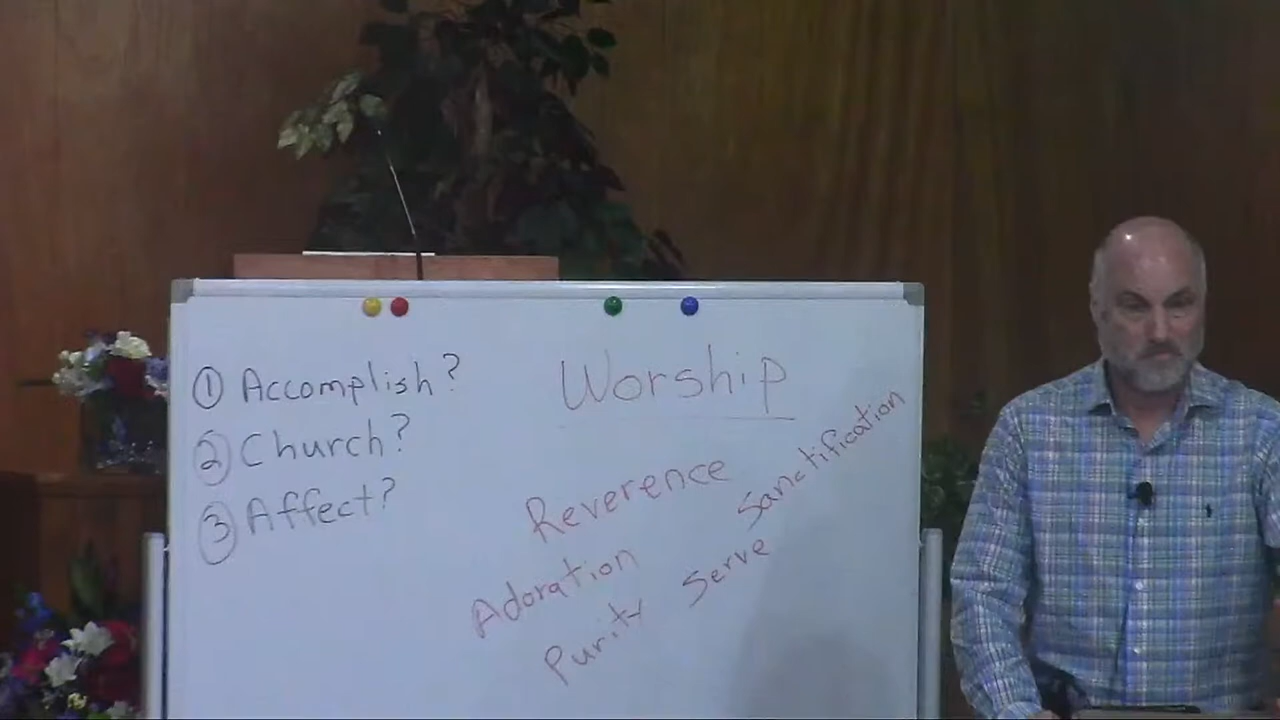 ① Accomplish?
② Church?
③ Affect?
Worship
Reverence
Sanctification
Adoration
Serve
Purity